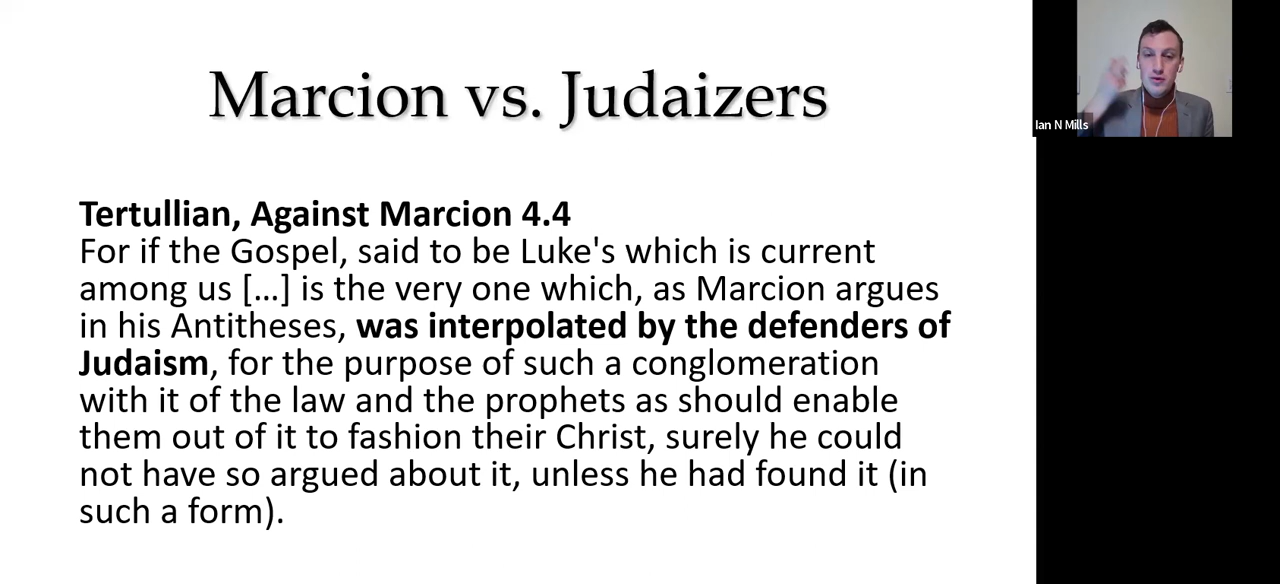 Marcion vs. Judaizers
Tertullian, Against Marcion 4.4
For if the Gospel, said to be Luke's which is current
among us [...] is the very one which, as Marcion argues
in his Antitheses, was interpolated by the defenders of
Judaism, for the purpose of such a conglomeration
with it of the law and the prophets as should enable
them out of it to fashion their Christ, surely he could
not have so argued about it, unless he had found it (in
such a form).
Ian N Mills